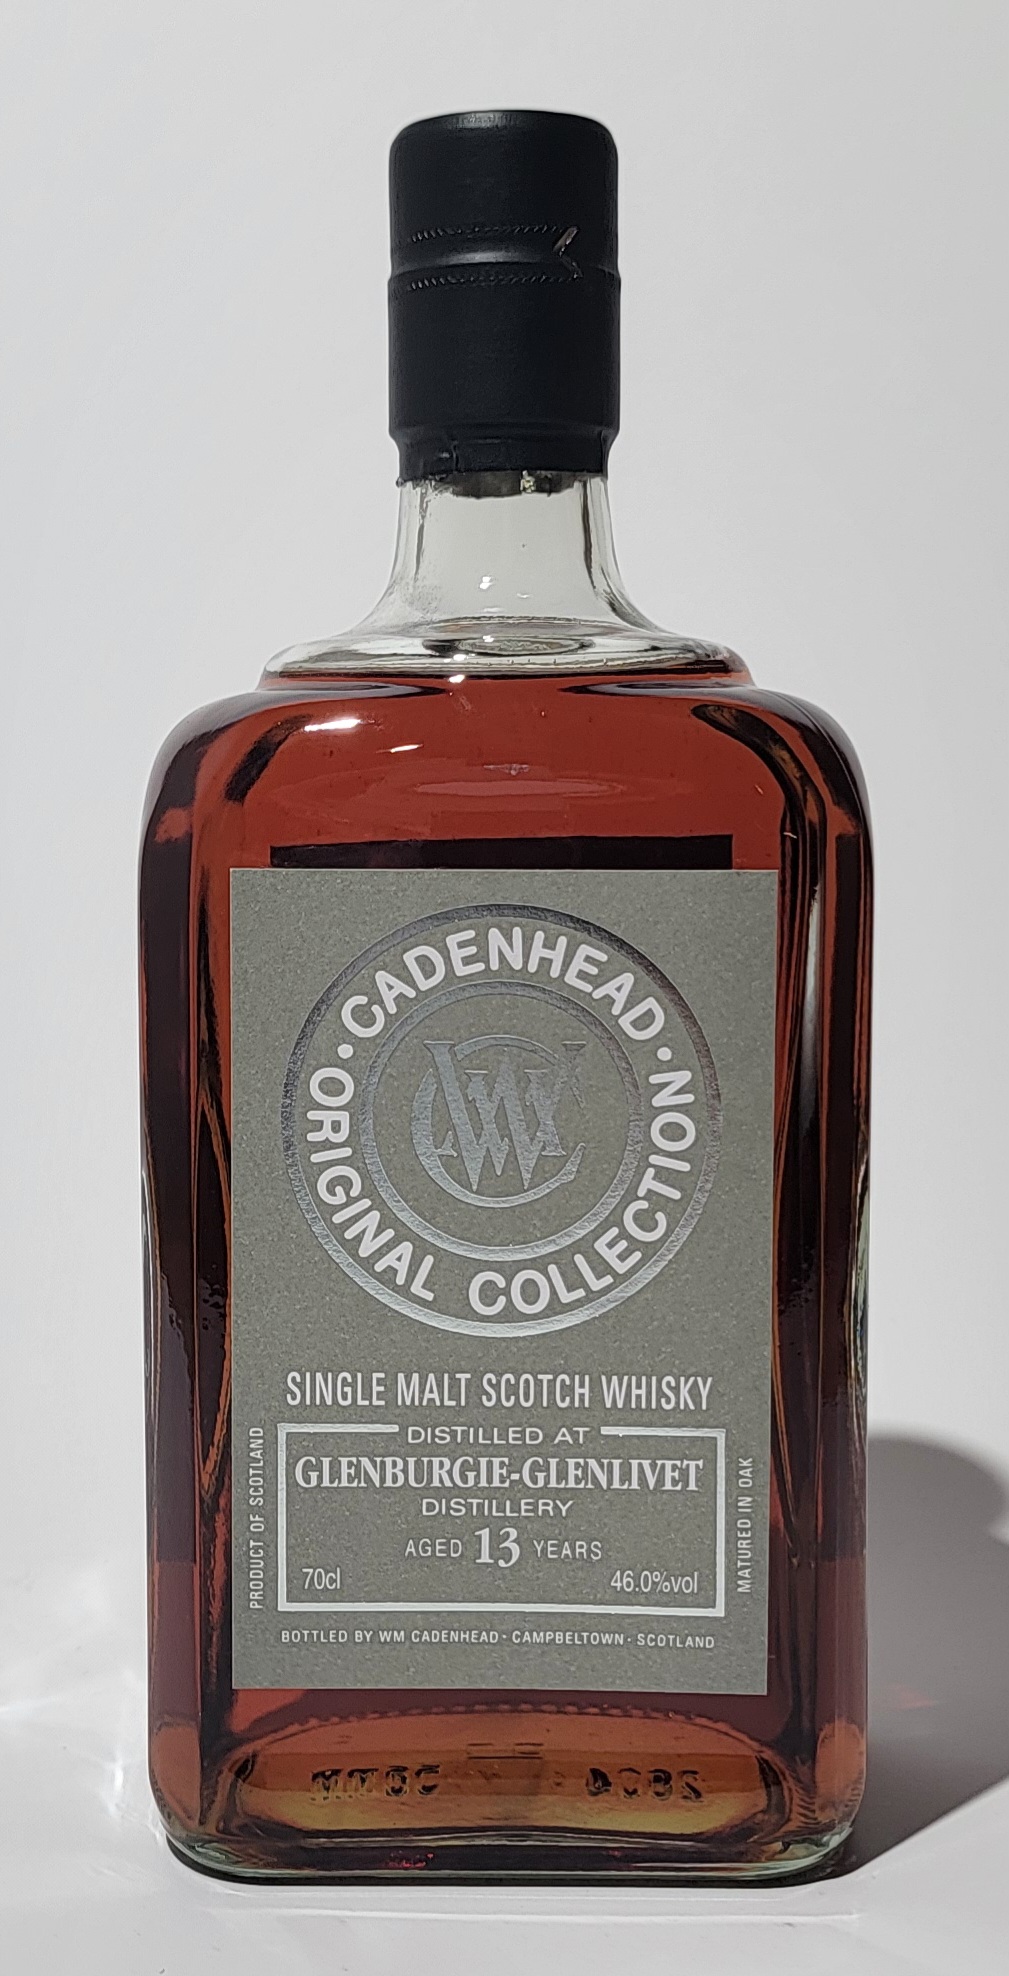 CADENHEAD
ORIGINAL COLLECTION
WC
SINGLE MALT SCOTCH WHISKY
DISTILLED AT
GLENBURGIE-GLENLIVET
DISTILLERY
AGED 13 YEARS
70cl 46.0%vol
PRODUCT OF SCOTLAND
MATURED IN OAK
BOTTLED BY WM CADENHEAD · CAMPBELTOWN · SCOTLAND